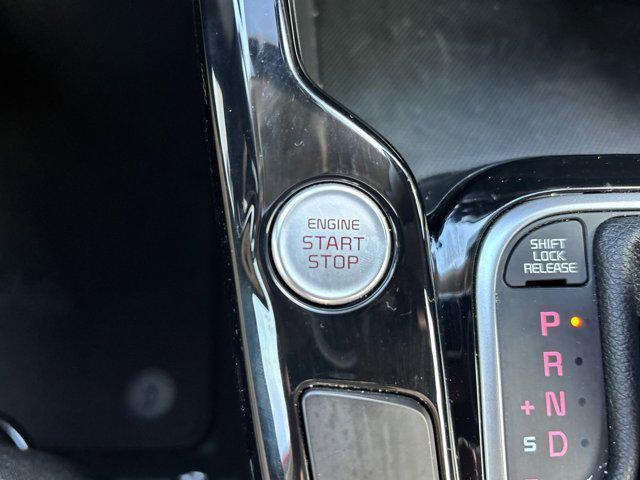 ENGINE
START
STOP
SHIFT
LOCK
RELEASE
P
R
+ N
S D